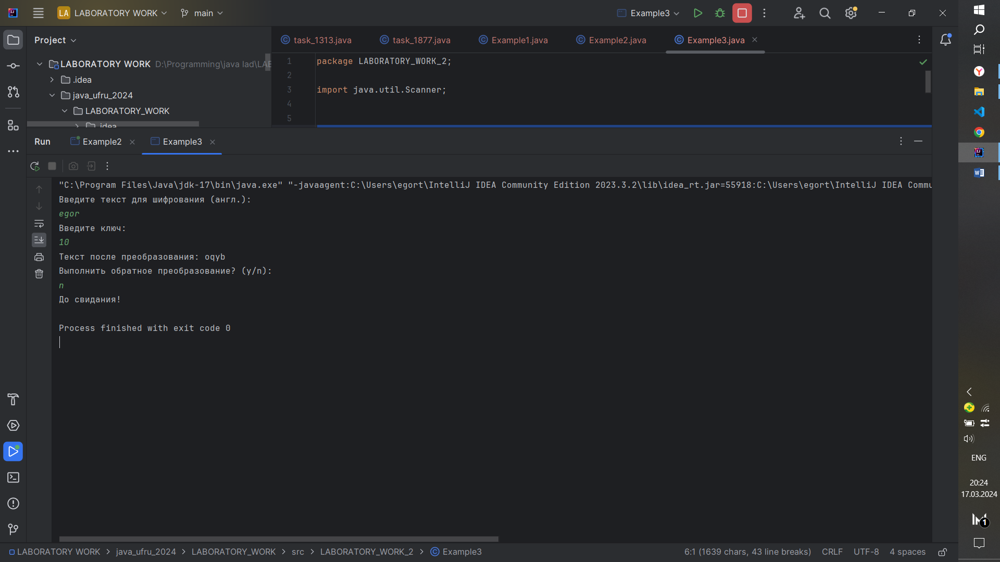 LA LABORATORY WORK main Example3
Project
task_1313.java task_1877.java Example1.java Example2.java Example3.java
LABORATORY WORK D:\Programming\java lad\LAE
.idea
java_ufru_2024
LABORATORY_WORK
.idea
1 package LABORATORY_WORK_2;
2
3 import java.util.Scanner;
4
5
Run Example2 Example3
"C:\Program Files\Java\jdk-17\bin\java.exe" "-javaagent:C:\Users\egort\IntelliJ IDEA Community Edition 2023.3.2\lib\idea_rt.jar=55918:C:\Users\egort\IntelliJ IDEA Commu
Введите текст для шифрования (англ.):
egor
Введите ключ:
10
Текст после преобразования: oqyb
Выполнить обратное преобразование? (y/n):
n
До свидания!
Process finished with exit code 0
LABORATORY WORK > java_ufru_2024 > LABORATORY_WORK > src > LABORATORY_WORK_2 > Example3
6:1 (1639 chars, 43 line breaks) CRLF UTF-8 4 spaces
ENG
20:24
17.03.2024
1